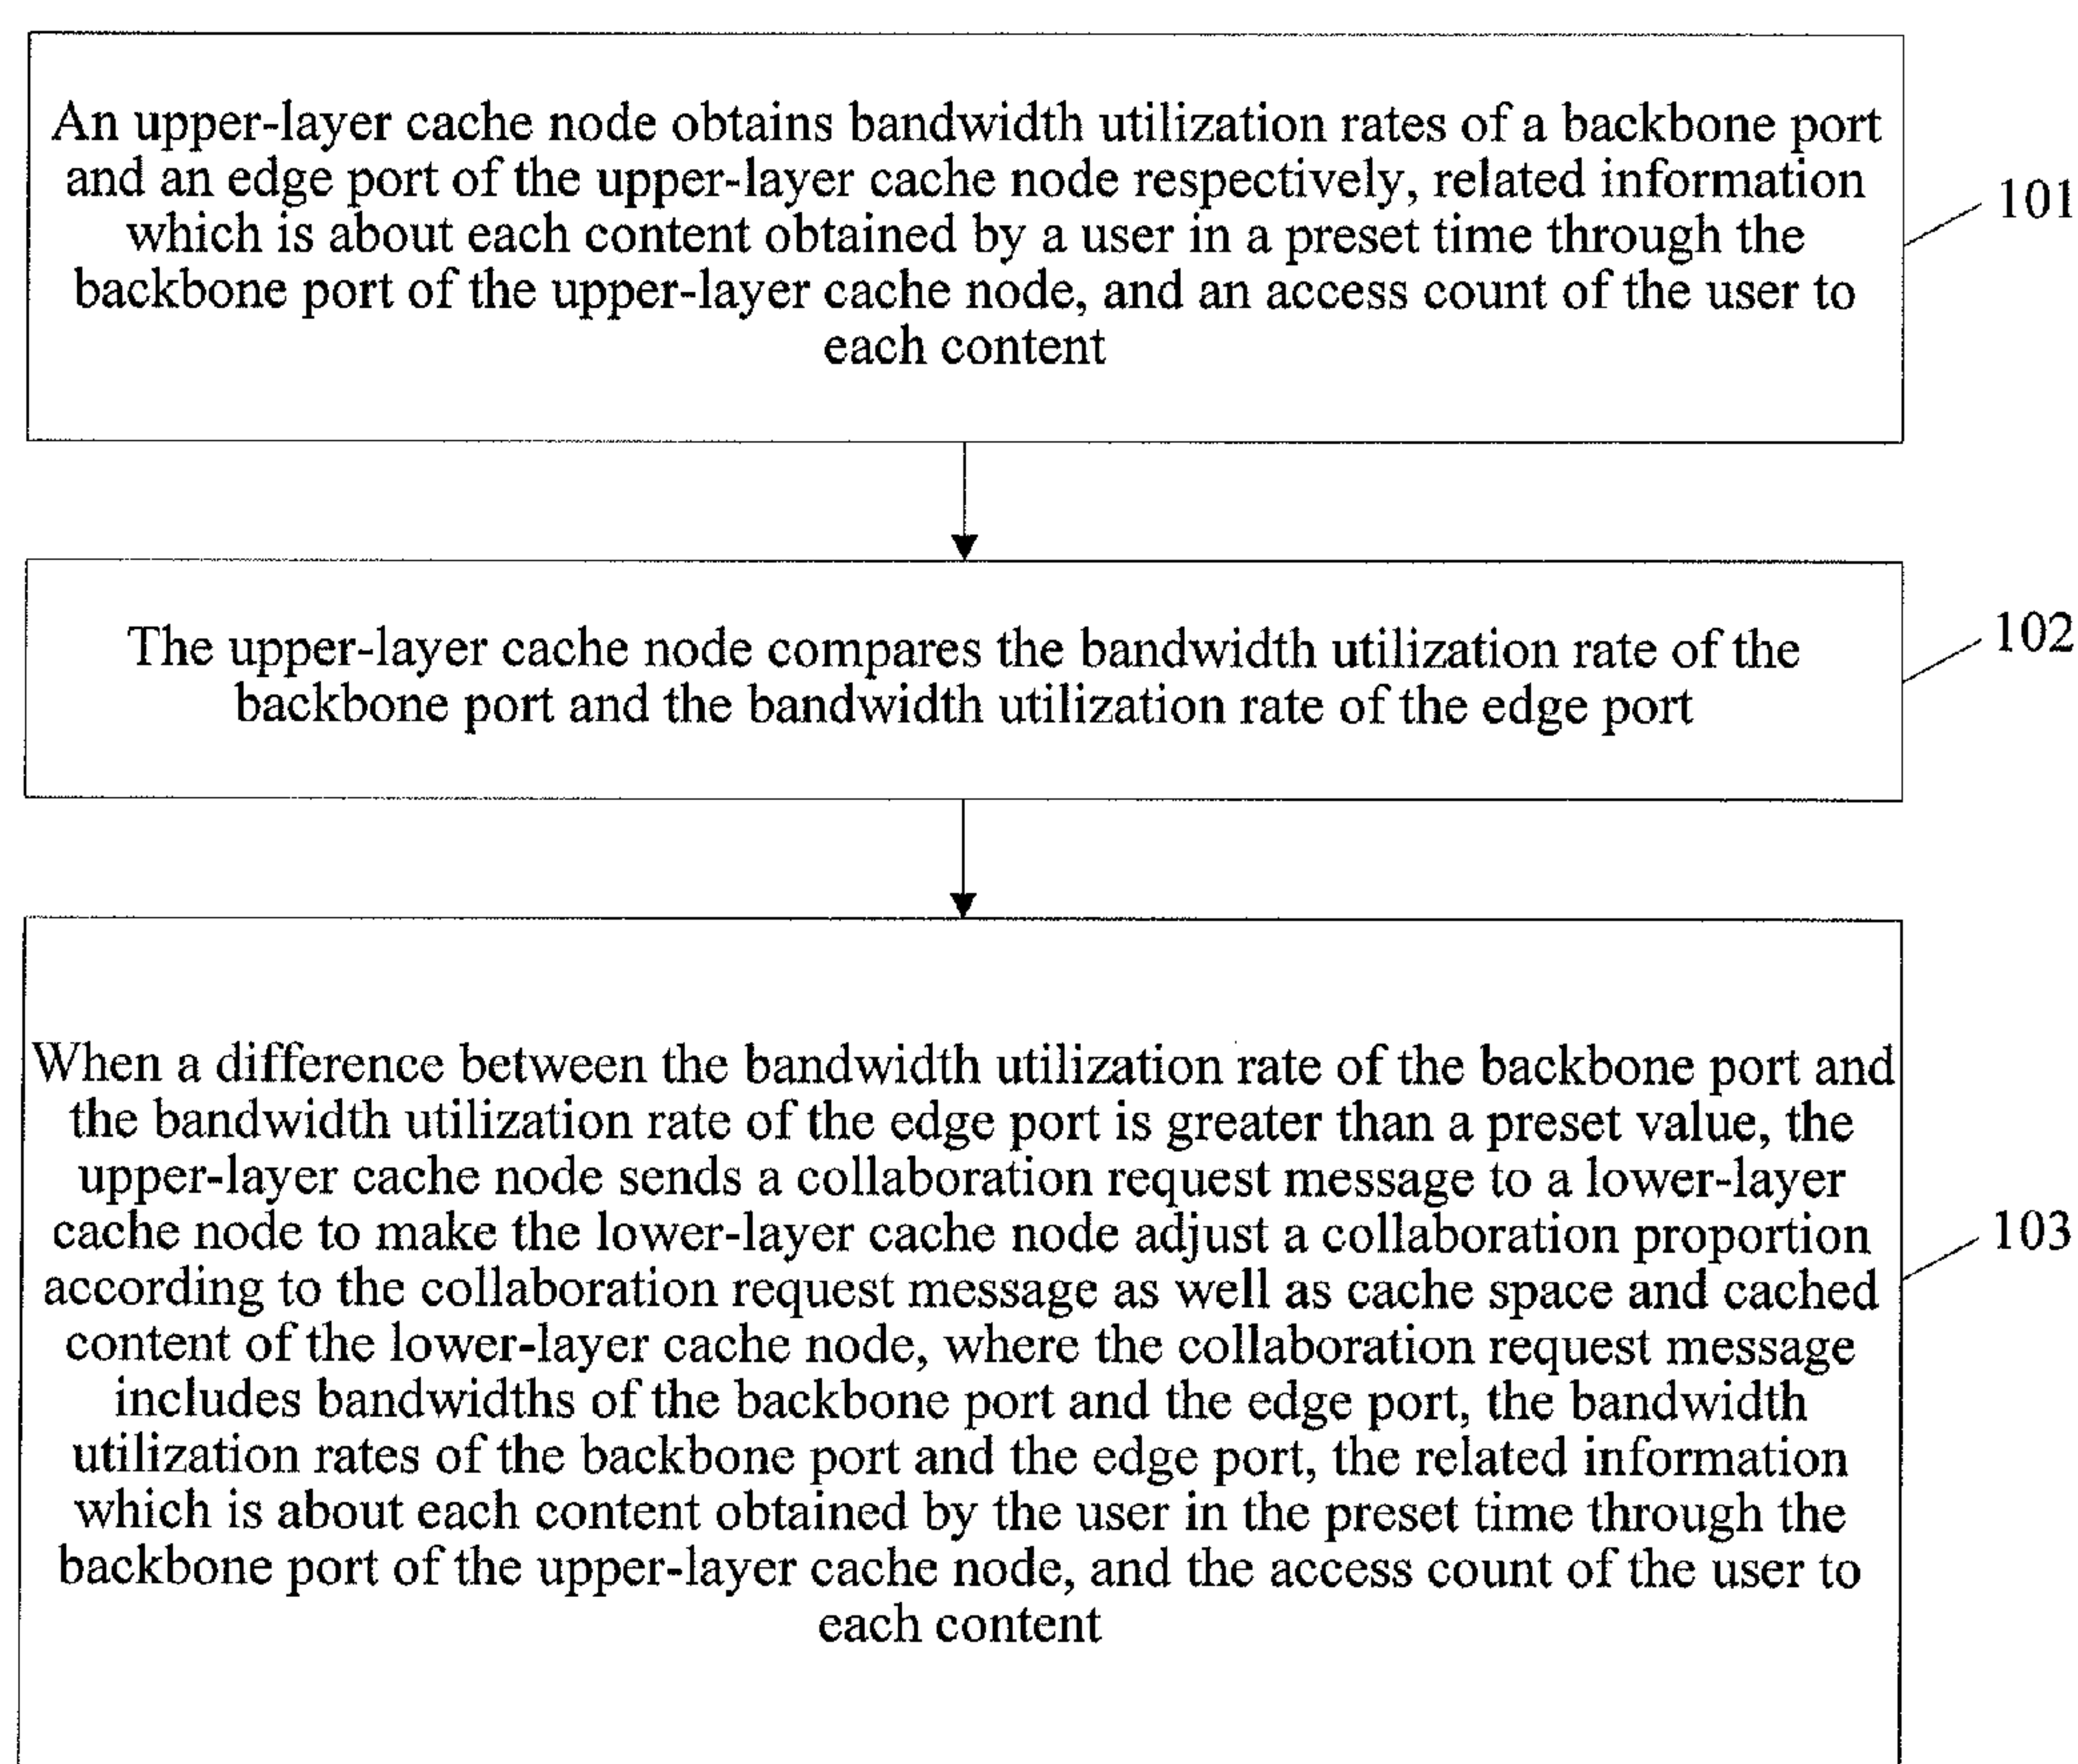 An upper-layer cache node obtains bandwidth utilization rates of a backbone port
and an edge port of the upper-layer cache node respectively, related information
which is about each content obtained by a user in a preset time through the
backbone port of the upper-layer cache node, and an access count of the user to
each content
101
The upper-layer cache node compares the bandwidth utilization rate of the
backbone port and the bandwidth utilization rate of the edge port
102
When a difference between the bandwidth utilization rate of the backbone port and
the bandwidth utilization rate of the edge port is greater than a preset value, the
upper-layer cache node sends a collaboration request message to a lower-layer
cache node to make the lower-layer cache node adjust a collaboration proportion
according to the collaboration request message as well as cache space and cached
content of the lower-layer cache node, where the collaboration request message
includes bandwidths of the backbone port and the edge port, the bandwidth
utilization rates of the backbone port and the edge port, the related information
which is about each content obtained by the user in the preset time through the
backbone port of the upper-layer cache node, and the access count of the user to
each content
103